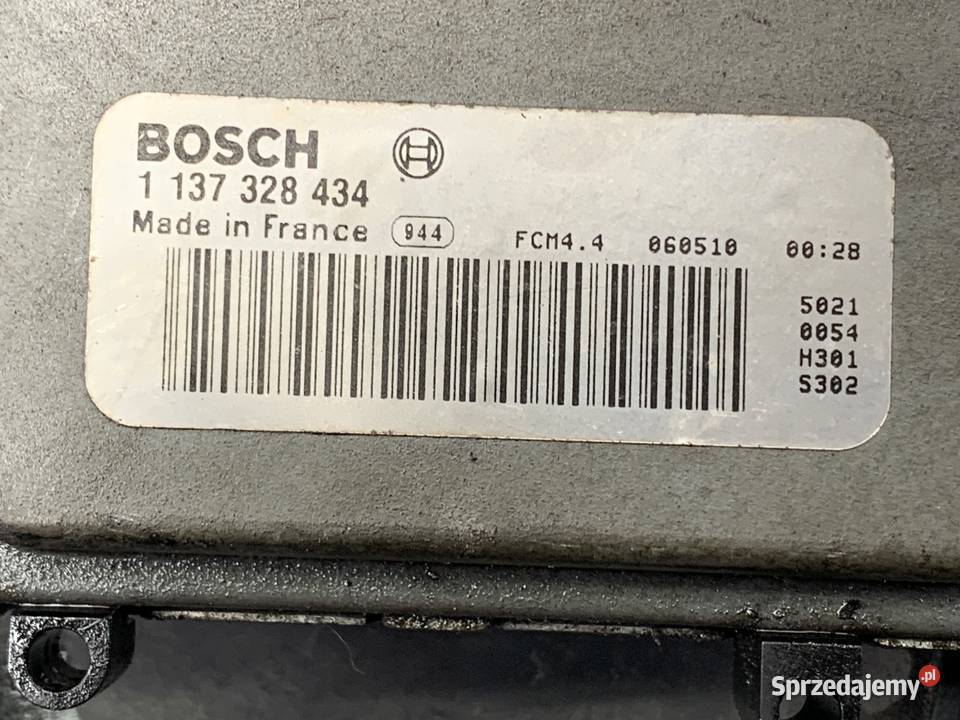 BOSCH
1 137 328 434
Made in France 944 FCM4.4 060510 00:28
5021
0054
H301
S302
Sprzedajemy.pl